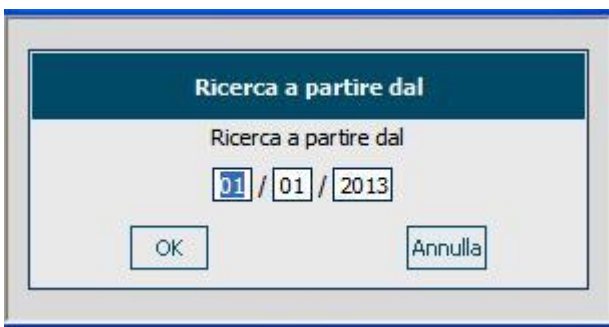 Ricerca a partire dal
Ricerca a partire dal
01 / 01 / 2013
OK Annulla